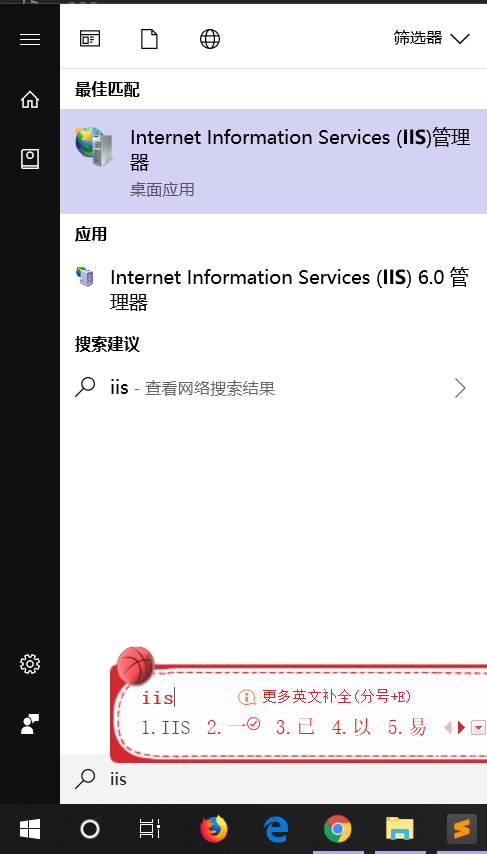 筛选器
最佳匹配
Internet Information Services (IIS)管理
器
桌面应用
应用
Internet Information Services (IIS) 6.0 管
理器
搜索建议
iis - 查看网络搜索结果
iis
更多英文补全(分号+E)
1.IIS 2.一 3.己 4.以 5.易
iis